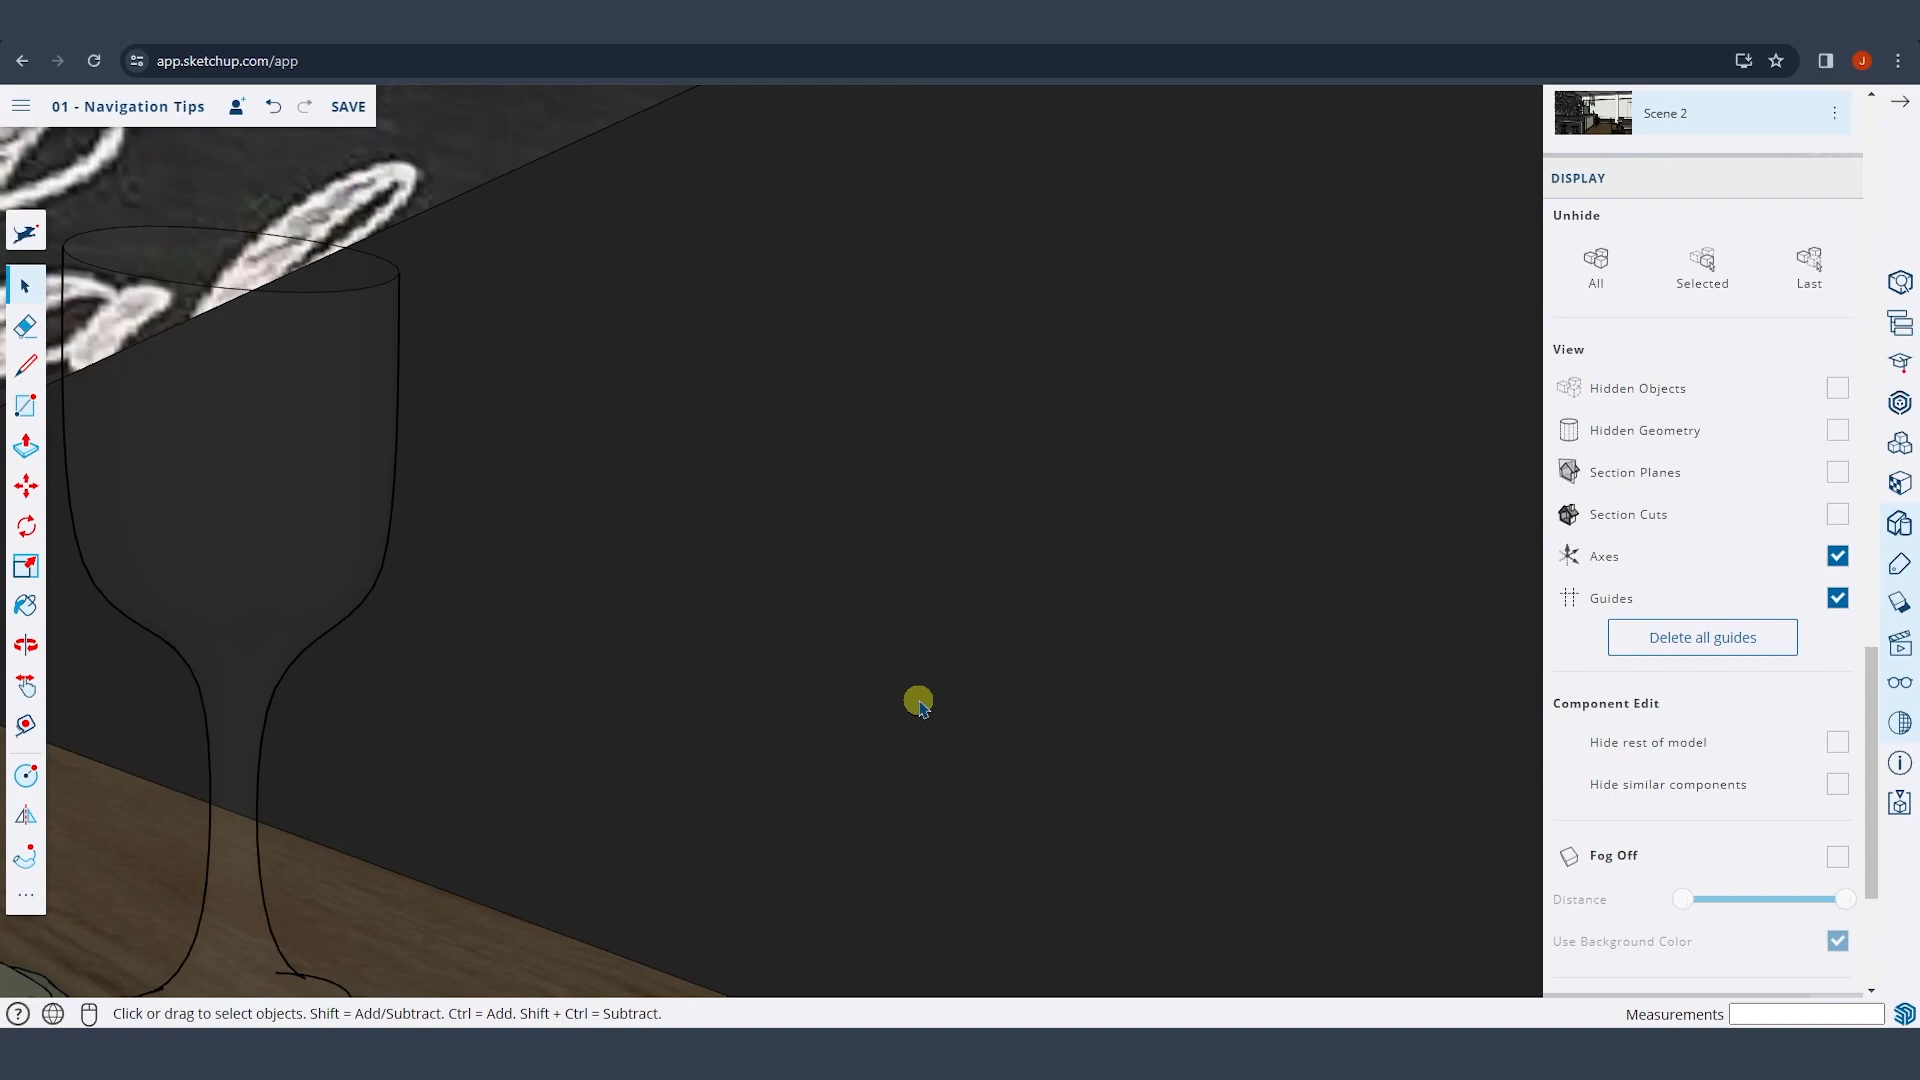 app.sketchup.com/app
J
01 - Navigation Tips
SAVE
Scene 2
DISPLAY
Unhide
All
Selected
Last
View
Hidden Objects
Hidden Geometry
Section Planes
Section Cuts
Axes
Guides
Delete all guides
Component Edit
Hide rest of model
Hide similar components
Fog Off
Distance
Use Background Color
Click or drag to select objects. Shift = Add/Subtract. Ctrl = Add. Shift + Ctrl = Subtract.
Measurements